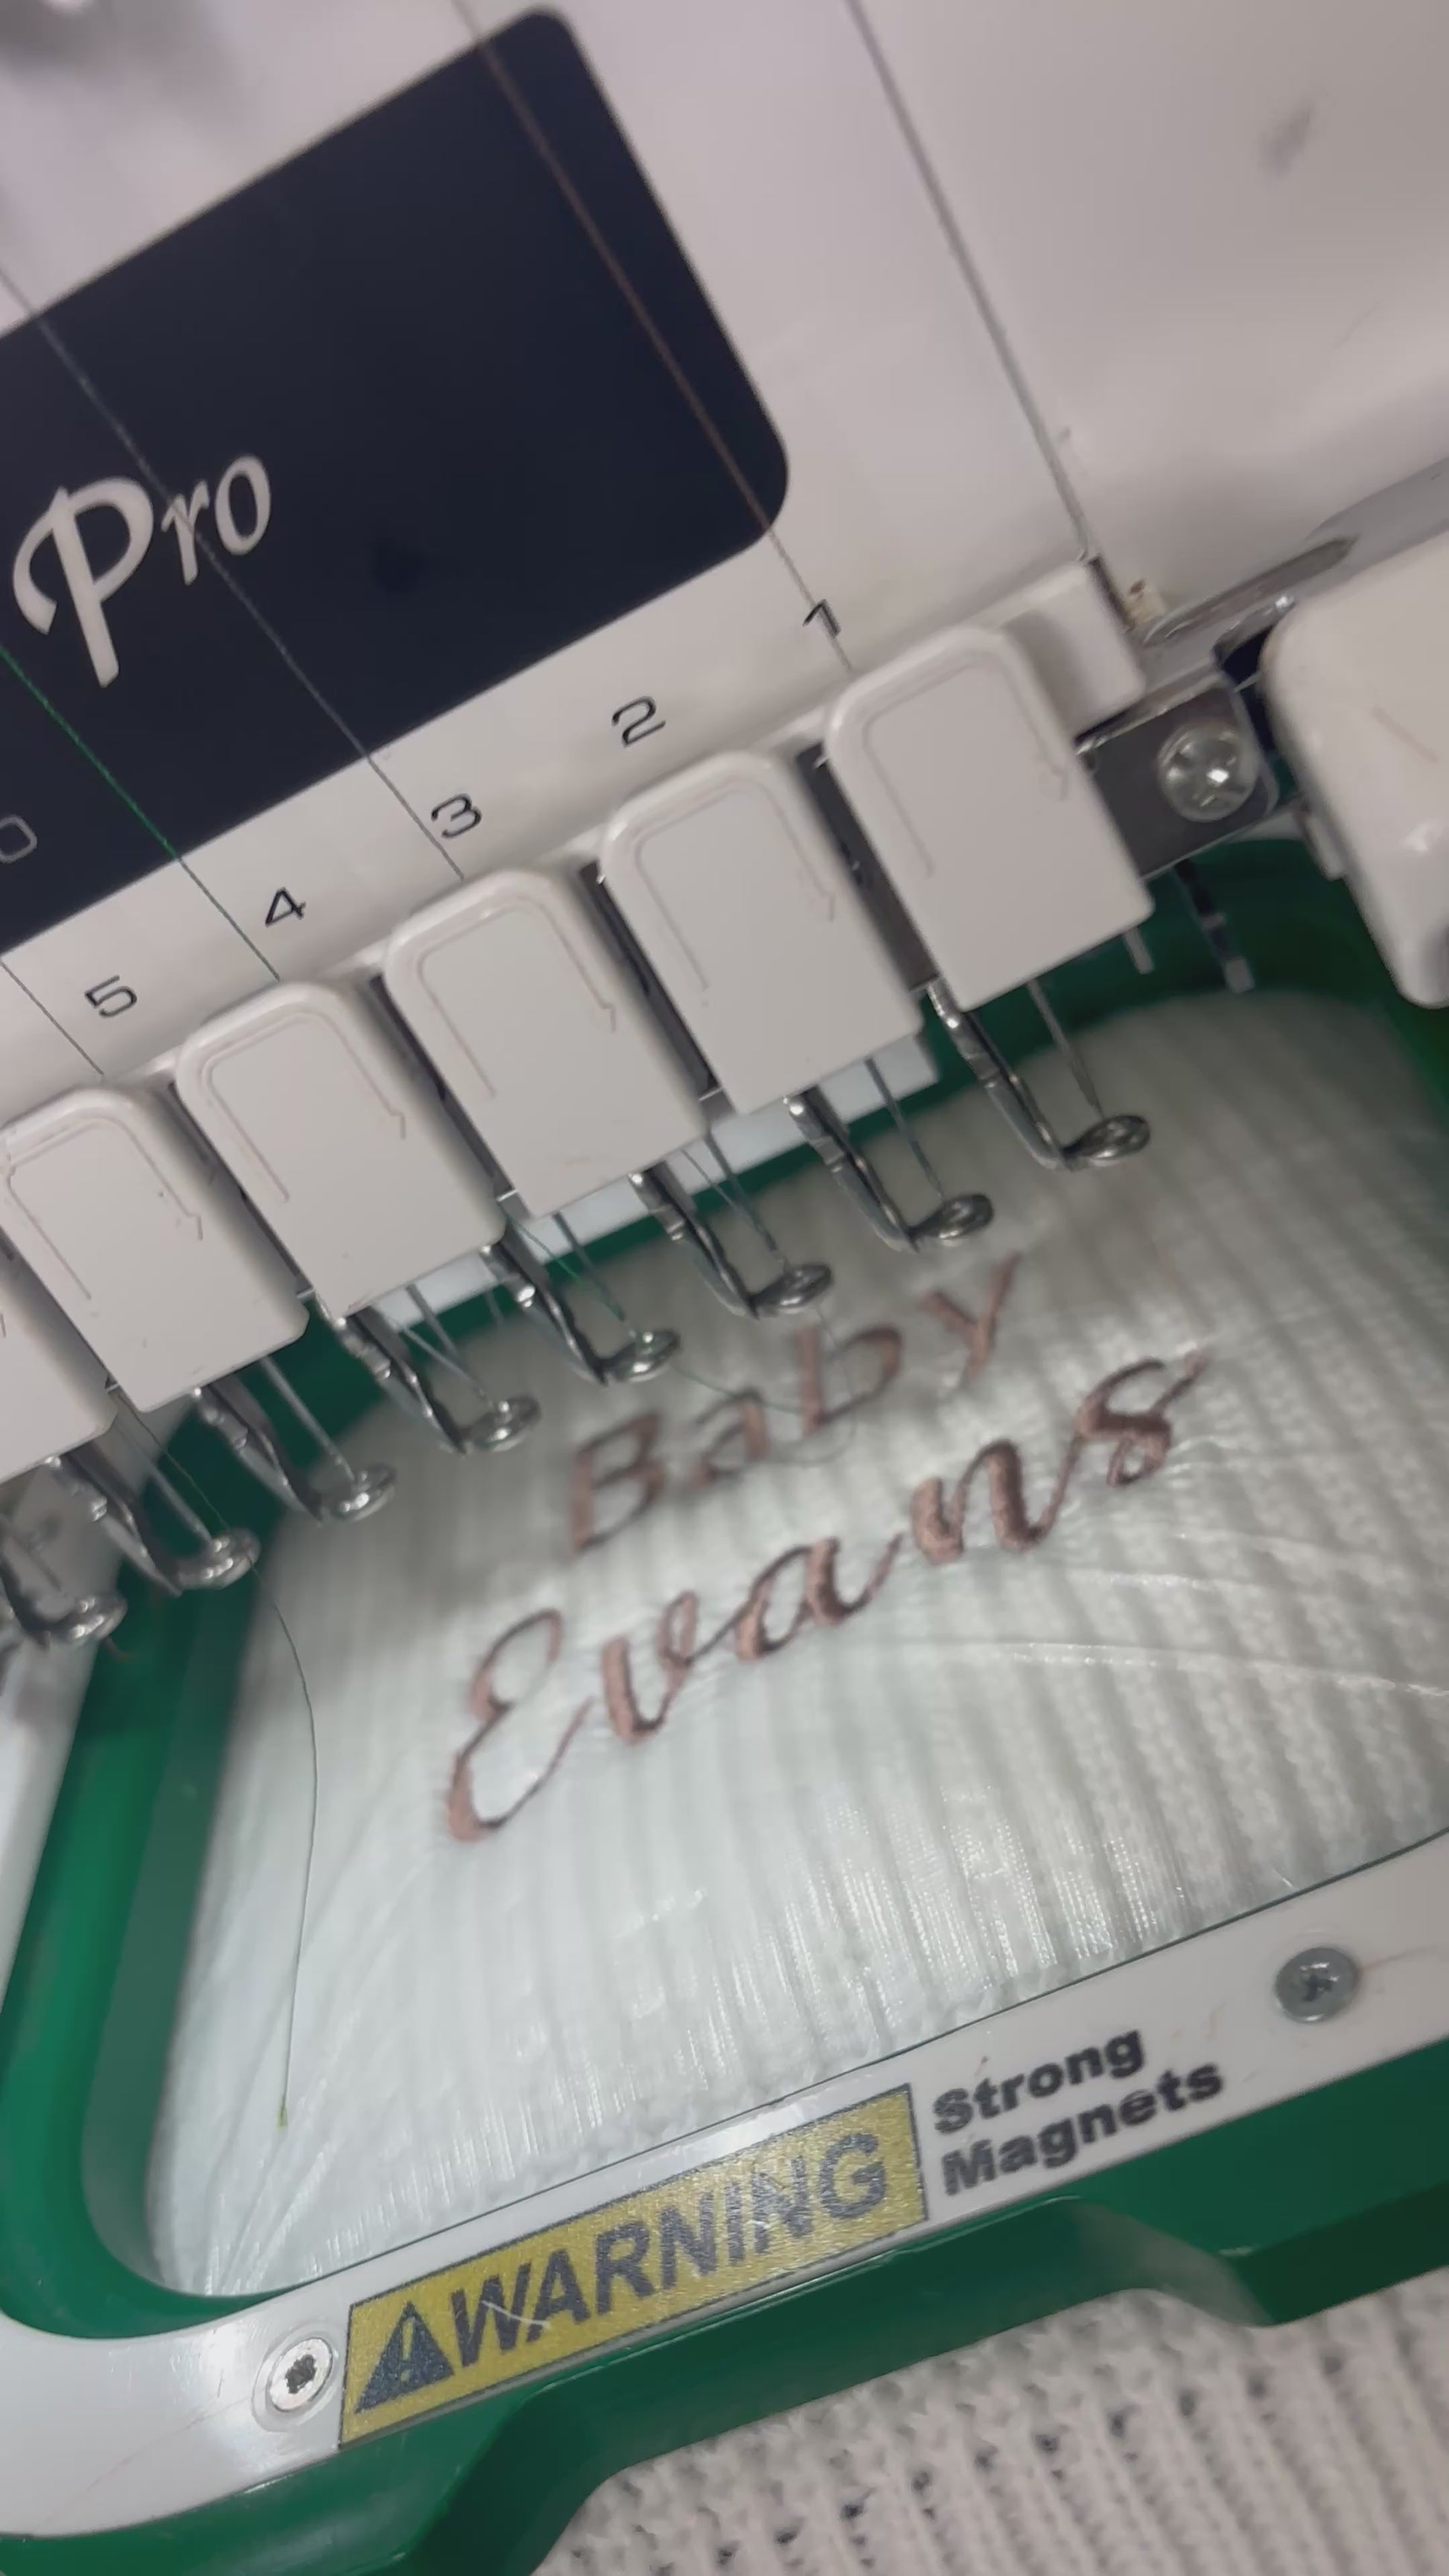 Pro
1
2
3
4
5
Baby
Evans
WARNING
Strong
Magnets